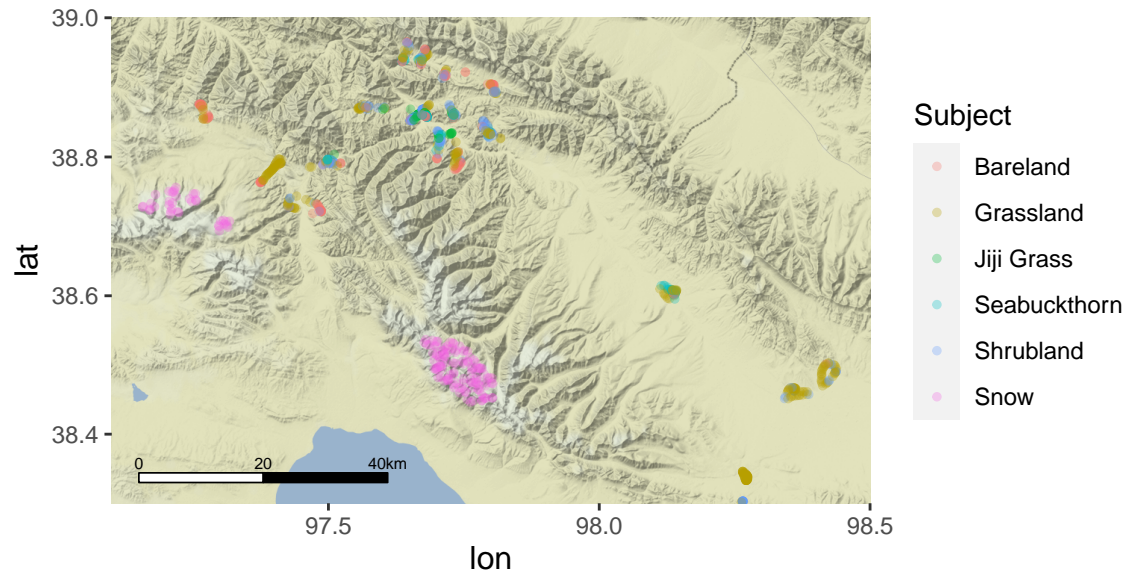 39.0
38.8
38.6
38.4
lat
0 20 40km
97.5 98.0 98.5
lon
Subject
Bareland
Grassland
Jiji Grass
Seabuckthorn
Shrubland
Snow